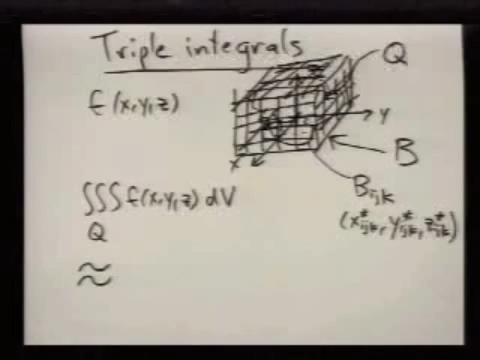 Triple integrals
Q
f(x,y,z)
y
x
B
B_ijk
∭ f(x,y,z) dV
Q
(x*_ijk, y*_ijk, z*_ijk)
≈